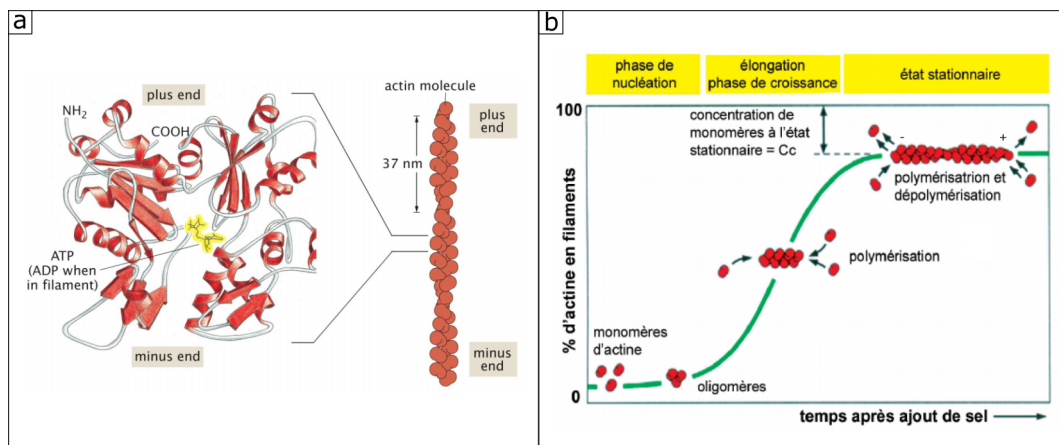 a
plus end
NH2
COOH
ATP
(ADP when
in filament)
minus end
actin molecule
plus
end
37 nm
minus
end
b
phase de
nucléation
élongation
phase de croissance
état stationnaire
100
concentration de
monomères à l'état
stationnaire = Cc
- +
polymérisatrion et
dépolymérisation
polymérisation
monomères
d'actine
oligomères
0
% d'actine en filaments
temps après ajout de sel